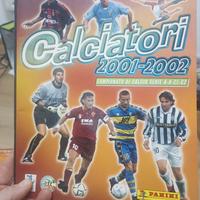 Calciatori
2001-2002
CAMPIONATO DI CALCIO SERIE A-B-C1-C2
PANINI